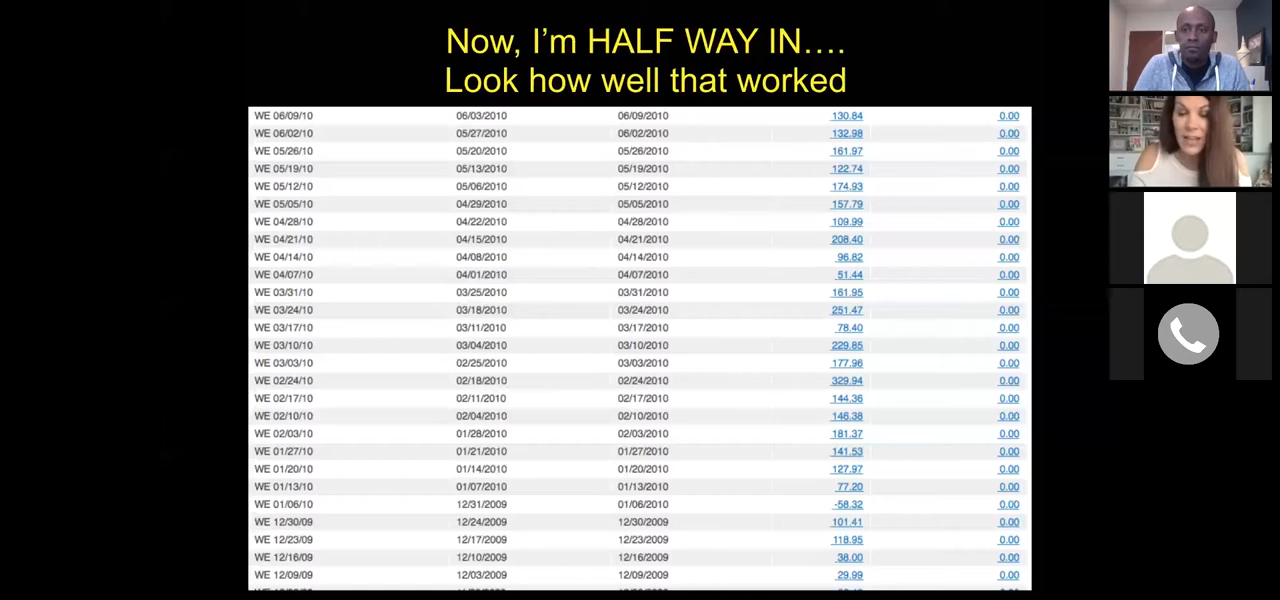 Now, I'm HALF WAY IN….
Look how well that worked
WE 06/09/10 06/03/2010 06/09/2010 130.84 0.00
WE 06/02/10 05/27/2010 06/02/2010 132.98 0.00
WE 05/26/10 05/20/2010 05/26/2010 161.97 0.00
WE 05/19/10 05/13/2010 05/19/2010 122.74 0.00
WE 05/12/10 05/06/2010 05/12/2010 174.93 0.00
WE 05/05/10 04/29/2010 05/05/2010 157.79 0.00
WE 04/28/10 04/22/2010 04/28/2010 109.99 0.00
WE 04/21/10 04/15/2010 04/21/2010 208.40 0.00
WE 04/14/10 04/08/2010 04/14/2010 96.82 0.00
WE 04/07/10 04/01/2010 04/07/2010 51.44 0.00
WE 03/31/10 03/25/2010 03/31/2010 161.95 0.00
WE 03/24/10 03/18/2010 03/24/2010 251.47 0.00
WE 03/17/10 03/11/2010 03/17/2010 78.40 0.00
WE 03/10/10 03/04/2010 03/10/2010 229.85 0.00
WE 03/03/10 02/25/2010 03/03/2010 177.96 0.00
WE 02/24/10 02/18/2010 02/24/2010 329.94 0.00
WE 02/17/10 02/11/2010 02/17/2010 144.36 0.00
WE 02/10/10 02/04/2010 02/10/2010 146.38 0.00
WE 02/03/10 01/28/2010 02/03/2010 181.37 0.00
WE 01/27/10 01/21/2010 01/27/2010 141.53 0.00
WE 01/20/10 01/14/2010 01/20/2010 127.97 0.00
WE 01/13/10 01/07/2010 01/13/2010 77.20 0.00
WE 01/06/10 12/31/2009 01/06/2010 -58.32 0.00
WE 12/30/09 12/24/2009 12/30/2009 101.41 0.00
WE 12/23/09 12/17/2009 12/23/2009 118.95 0.00
WE 12/16/09 12/10/2009 12/16/2009 38.00 0.00
WE 12/09/09 12/03/2009 12/09/2009 29.99 0.00